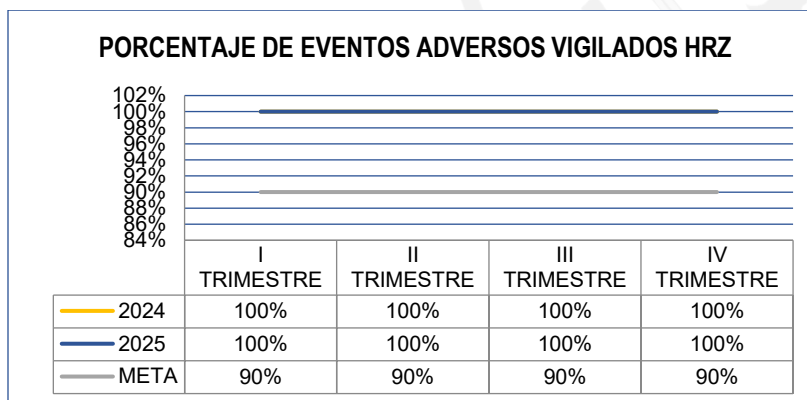 PORCENTAJE DE EVENTOS ADVERSOS VIGILADOS HRZ
102%
100%
98%
96%
94%
92%
90%
88%
86%
84%
I TRIMESTRE II TRIMESTRE III TRIMESTRE IV TRIMESTRE
2024 100% 100% 100% 100%
2025 100% 100% 100% 100%
META 90% 90% 90% 90%